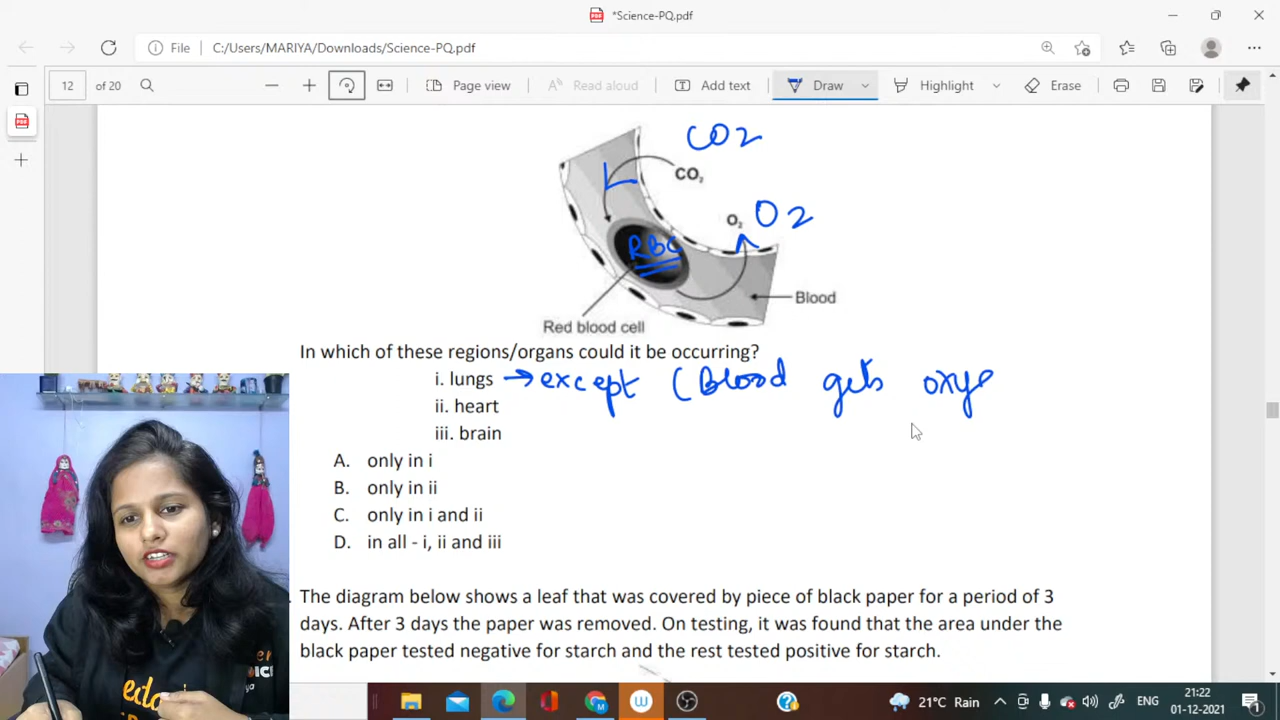 *Science-PQ.pdf
File
C:/Users/MARIYA/Downloads/Science-PQ.pdf
12 of 20
Page view
Read aloud
Add text
Draw
Highlight
Erase
CO2
CO₂
O₂ O2
RBC
Blood
Red blood cell
In which of these regions/organs could it be occurring?
i. lungs → except (Blood gets oxyg
ii. heart
iii. brain
A. only in i
B. only in ii
C. only in i and ii
D. in all - i, ii and iii
The diagram below shows a leaf that was covered by piece of black paper for a period of 3
days. After 3 days the paper was removed. On testing, it was found that the area under the
black paper tested negative for starch and the rest tested positive for starch.
21°C Rain
ENG
21:22
01-12-2021